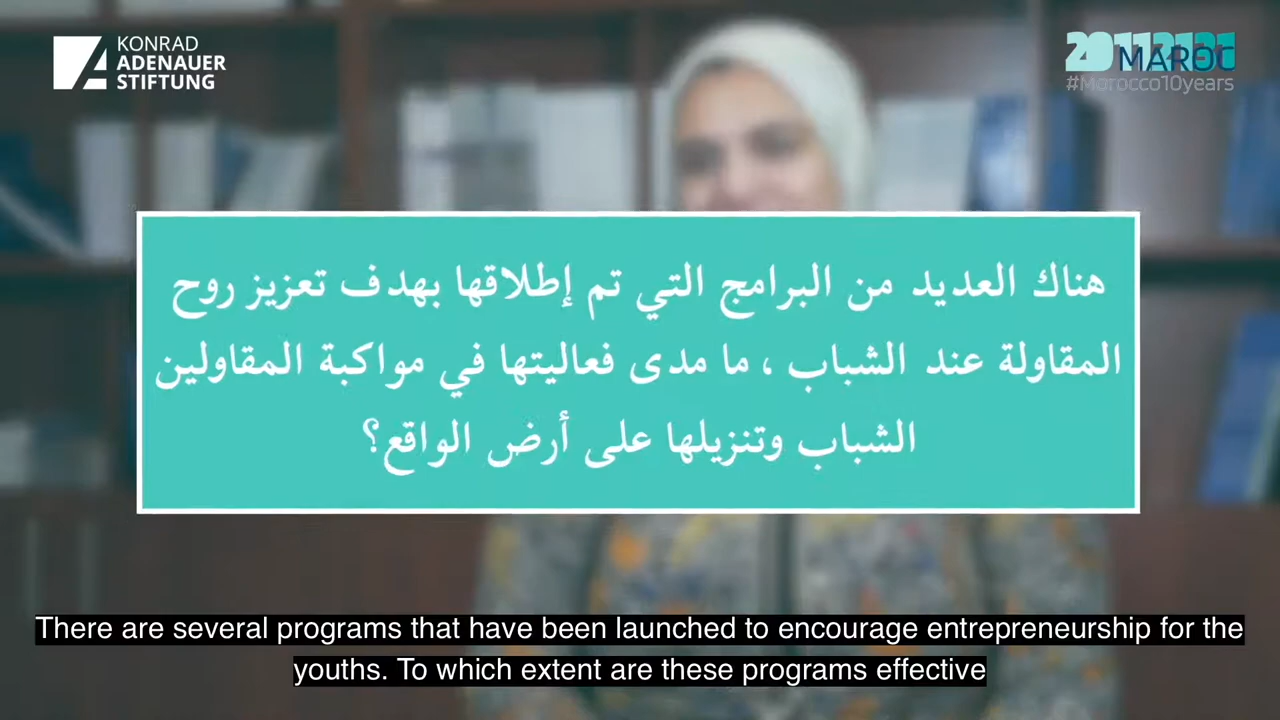 KONRAD
ADENAUER
STIFTUNG
MAROC
#Morocco10years
هناك العديد من البرامج التي تم إطلاقها بهدف تعزيز روح
المقاولة عند الشباب ، ما مدى فعاليتها في مواكبة المقاولين
الشباب وتنزيلها على أرض الواقع؟
There are several programs that have been launched to encourage entrepreneurship for the
youths. To which extent are these programs effective